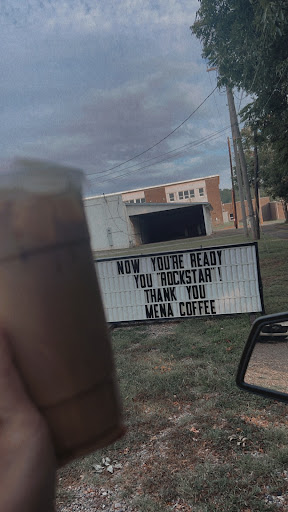 NOW YOU'RE READY
YOU "ROCKSTAR"!
THANK YOU
MENA COFFEE